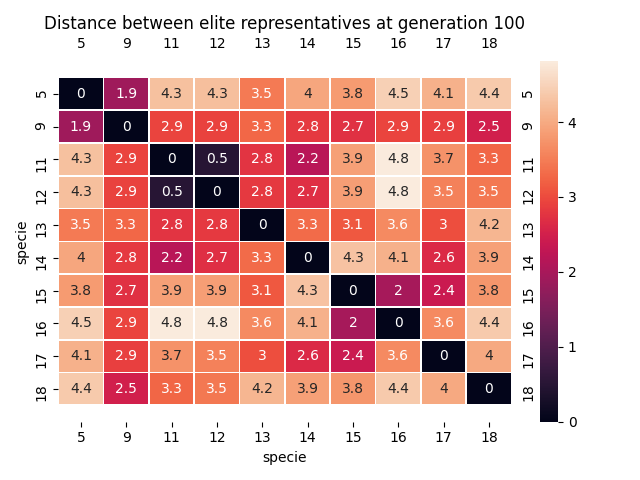 Distance between elite representatives at generation 100
5 9 11 12 13 14 15 16 17 18
5 0 1.9 4.3 4.3 3.5 4 3.8 4.5 4.1 4.4 5
9 1.9 0 2.9 2.9 3.3 2.8 2.7 2.9 2.9 2.5 9
11 4.3 2.9 0 0.5 2.8 2.2 3.9 4.8 3.7 3.3 11
12 4.3 2.9 0.5 0 2.8 2.7 3.9 4.8 3.5 3.5 12
13 3.5 3.3 2.8 2.8 0 3.3 3.1 3.6 3 4.2 13
14 4 2.8 2.2 2.7 3.3 0 4.3 4.1 2.6 3.9 14
15 3.8 2.7 3.9 3.9 3.1 4.3 0 2 2.4 3.8 15
16 4.5 2.9 4.8 4.8 3.6 4.1 2 0 3.6 4.4 16
17 4.1 2.9 3.7 3.5 3 2.6 2.4 3.6 0 4 17
18 4.4 2.5 3.3 3.5 4.2 3.9 3.8 4.4 4 0 18
5 9 11 12 13 14 15 16 17 18
specie
specie
4
3
2
1
0